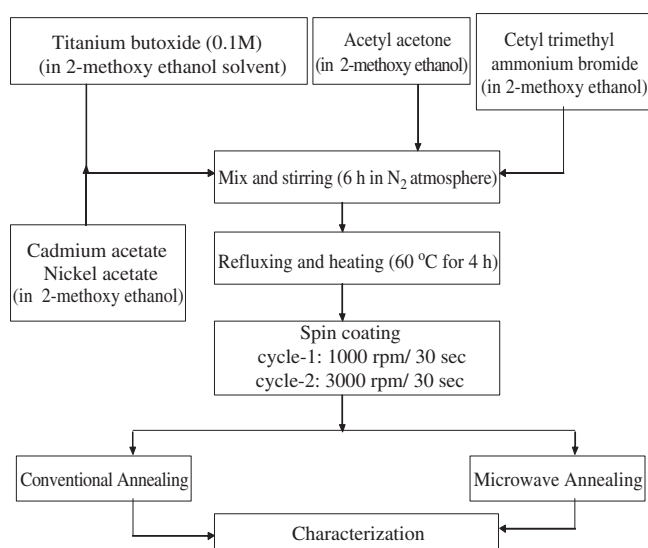 Titanium butoxide (0.1M)
(in 2-methoxy ethanol solvent)
Acetyl acetone
(in 2-methoxy ethanol)
Cetyl trimethyl
ammonium bromide
(in 2-methoxy ethanol)
Mix and stirring (6 h in N₂ atmosphere)
Cadmium acetate
Nickel acetate
(in 2-methoxy ethanol)
Refluxing and heating (60 °C for 4 h)
Spin coating
cycle-1: 1000 rpm/ 30 sec
cycle-2: 3000 rpm/ 30 sec
Conventional Annealing
Microwave Annealing
Characterization